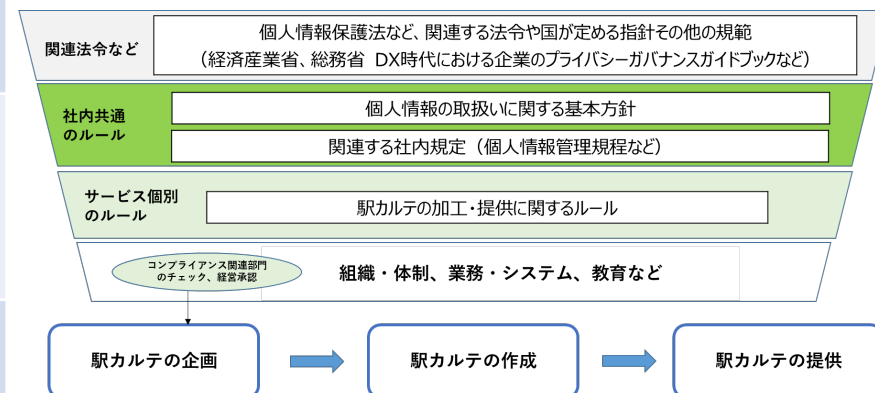 関連法令など
個人情報保護法など、関連する法令や国が定める指針その他の規範
（経済産業省、総務省 DX時代における企業のプライバシーガバナンスガイドブックなど）
社内共通
のルール
個人情報の取扱いに関する基本方針
関連する社内規定（個人情報管理規程など）
サービス個別
のルール
駅カルテの加工・提供に関するルール
コンプライアンス関連部門
のチェック、経営承認
組織・体制、業務・システム、教育など
駅カルテの企画
駅カルテの作成
駅カルテの提供